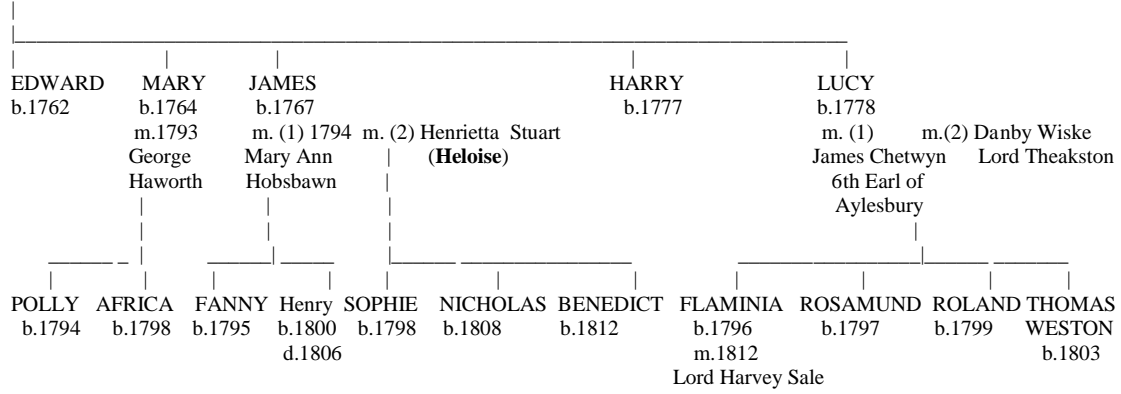 EDWARD MARY JAMES HARRY LUCY
b.1762 b.1764 b.1767 b.1777 b.1778
m.1793 m. (1) 1794 m. (2) Henrietta Stuart m. (1) m.(2) Danby Wiske
George Mary Ann (Heloise) James Chetwyn Lord Theakston
Haworth Hobsbawn 6th Earl of
Aylesbury
POLLY AFRICA FANNY Henry SOPHIE NICHOLAS BENEDICT FLAMINIA ROSAMUND ROLAND THOMAS
b.1794 b.1798 b.1795 b.1800 b.1798 b.1808 b.1812 b.1796 b.1797 b.1799 WESTON
d.1806 m.1812 b.1803
Lord Harvey Sale